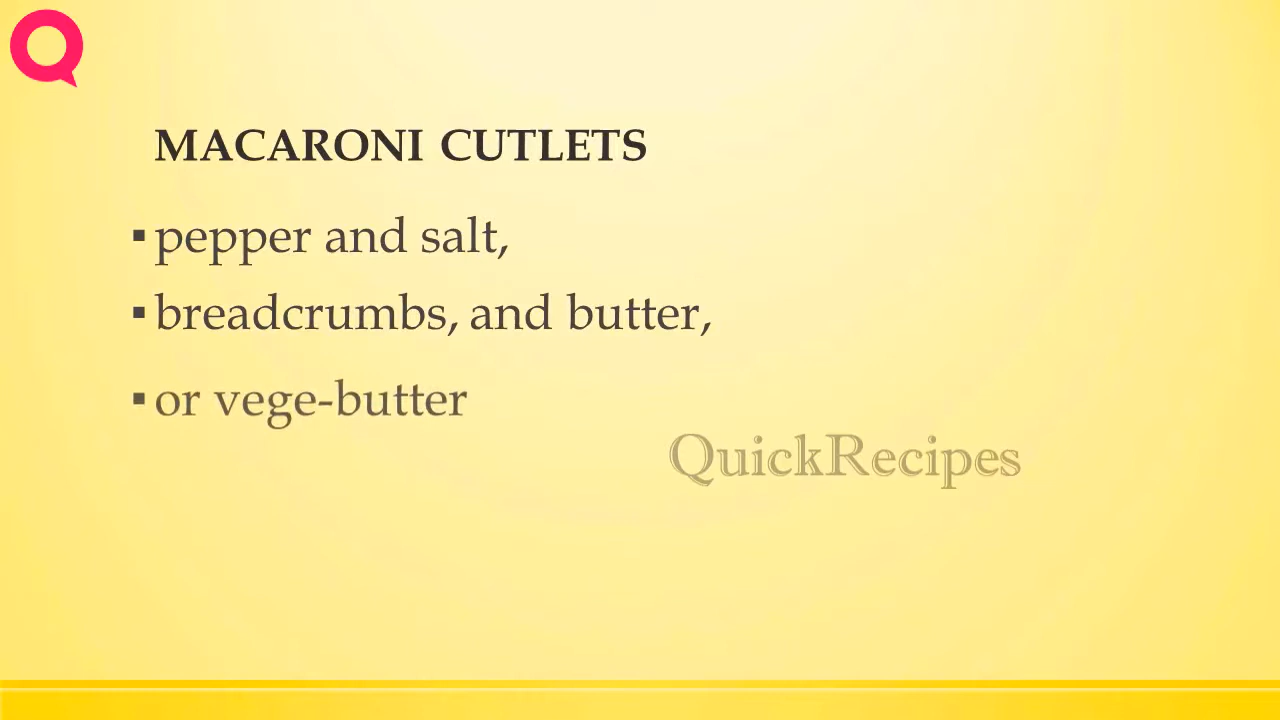 MACARONI CUTLETS
▪pepper and salt,
▪breadcrumbs, and butter,
▪or vege-butter
QuickRecipes